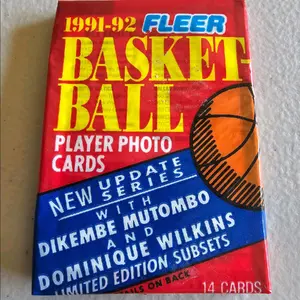 1991-92 FLEER
BASKET-
BALL
PLAYER PHOTO
CARDS
NEW UPDATE
SERIES
WITH
DIKEMBE MUTOMBO
AND
DOMINIQUE WILKINS
LIMITED EDITION SUBSETS
ON BACK
14 CARDS